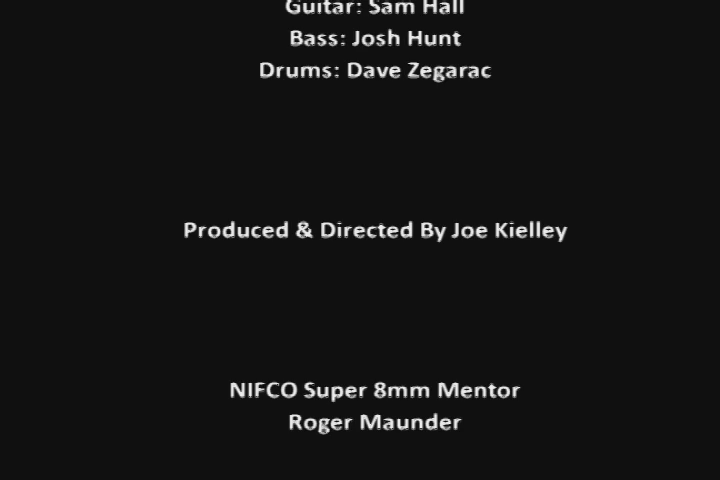 Guitar: Sam Hall
Bass: Josh Hunt
Drums: Dave Zegarac
Produced & Directed By Joe Kielley
NIFCO Super 8mm Mentor
Roger Maunder